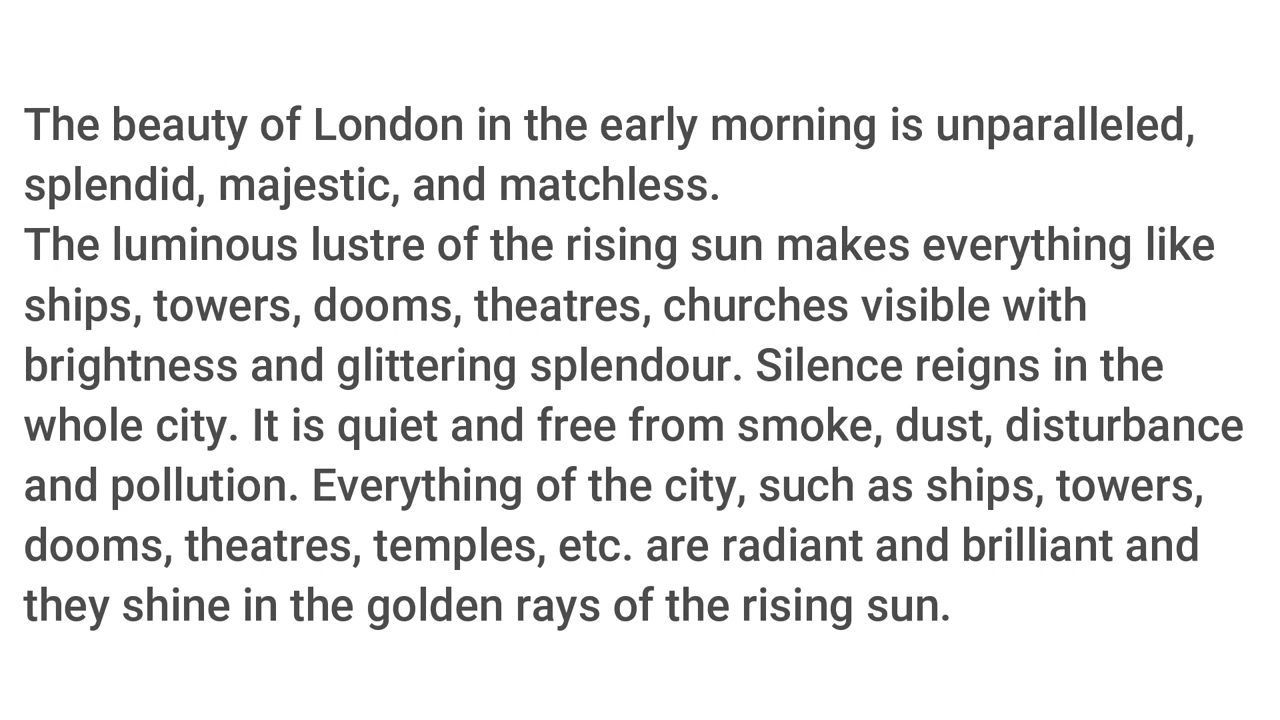 The beauty of London in the early morning is unparalleled,
splendid, majestic, and matchless.
The luminous lustre of the rising sun makes everything like
ships, towers, dooms, theatres, churches visible with
brightness and glittering splendour. Silence reigns in the
whole city. It is quiet and free from smoke, dust, disturbance
and pollution. Everything of the city, such as ships, towers,
dooms, theatres, temples, etc. are radiant and brilliant and
they shine in the golden rays of the rising sun.